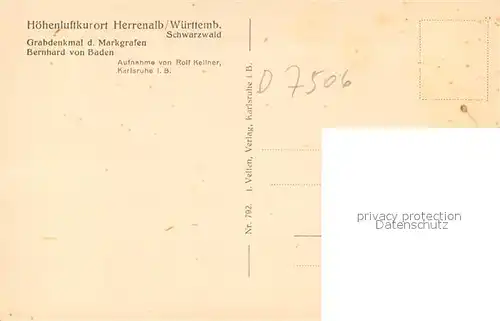 Höhenluftkurort Herrenalb/Württemb.
Schwarzwald
Grabdenkmal d. Markgrafen
Bernhard von Baden
Aufnahme von Rolf Kellner,
Karlsruhe i. B.
Nr. 792. I. Velten, Verlag, Karlsruhe i. B.
D 7506
privacy protection
DELCAMPE